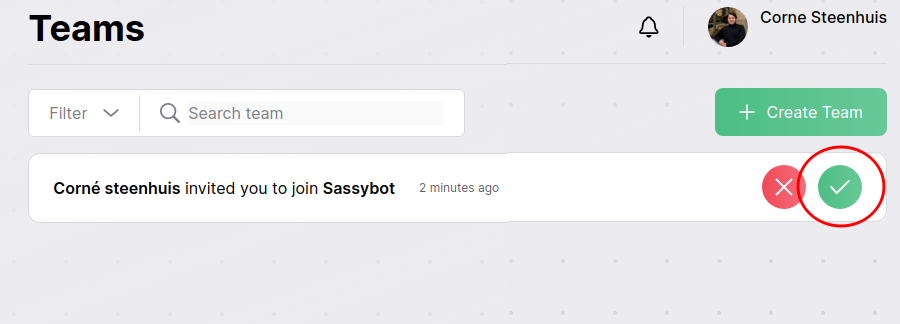 Teams
Corne Steenhuis
Filter
Search team
Create Team
Corné steenhuis invited you to join Sassybot 2 minutes ago